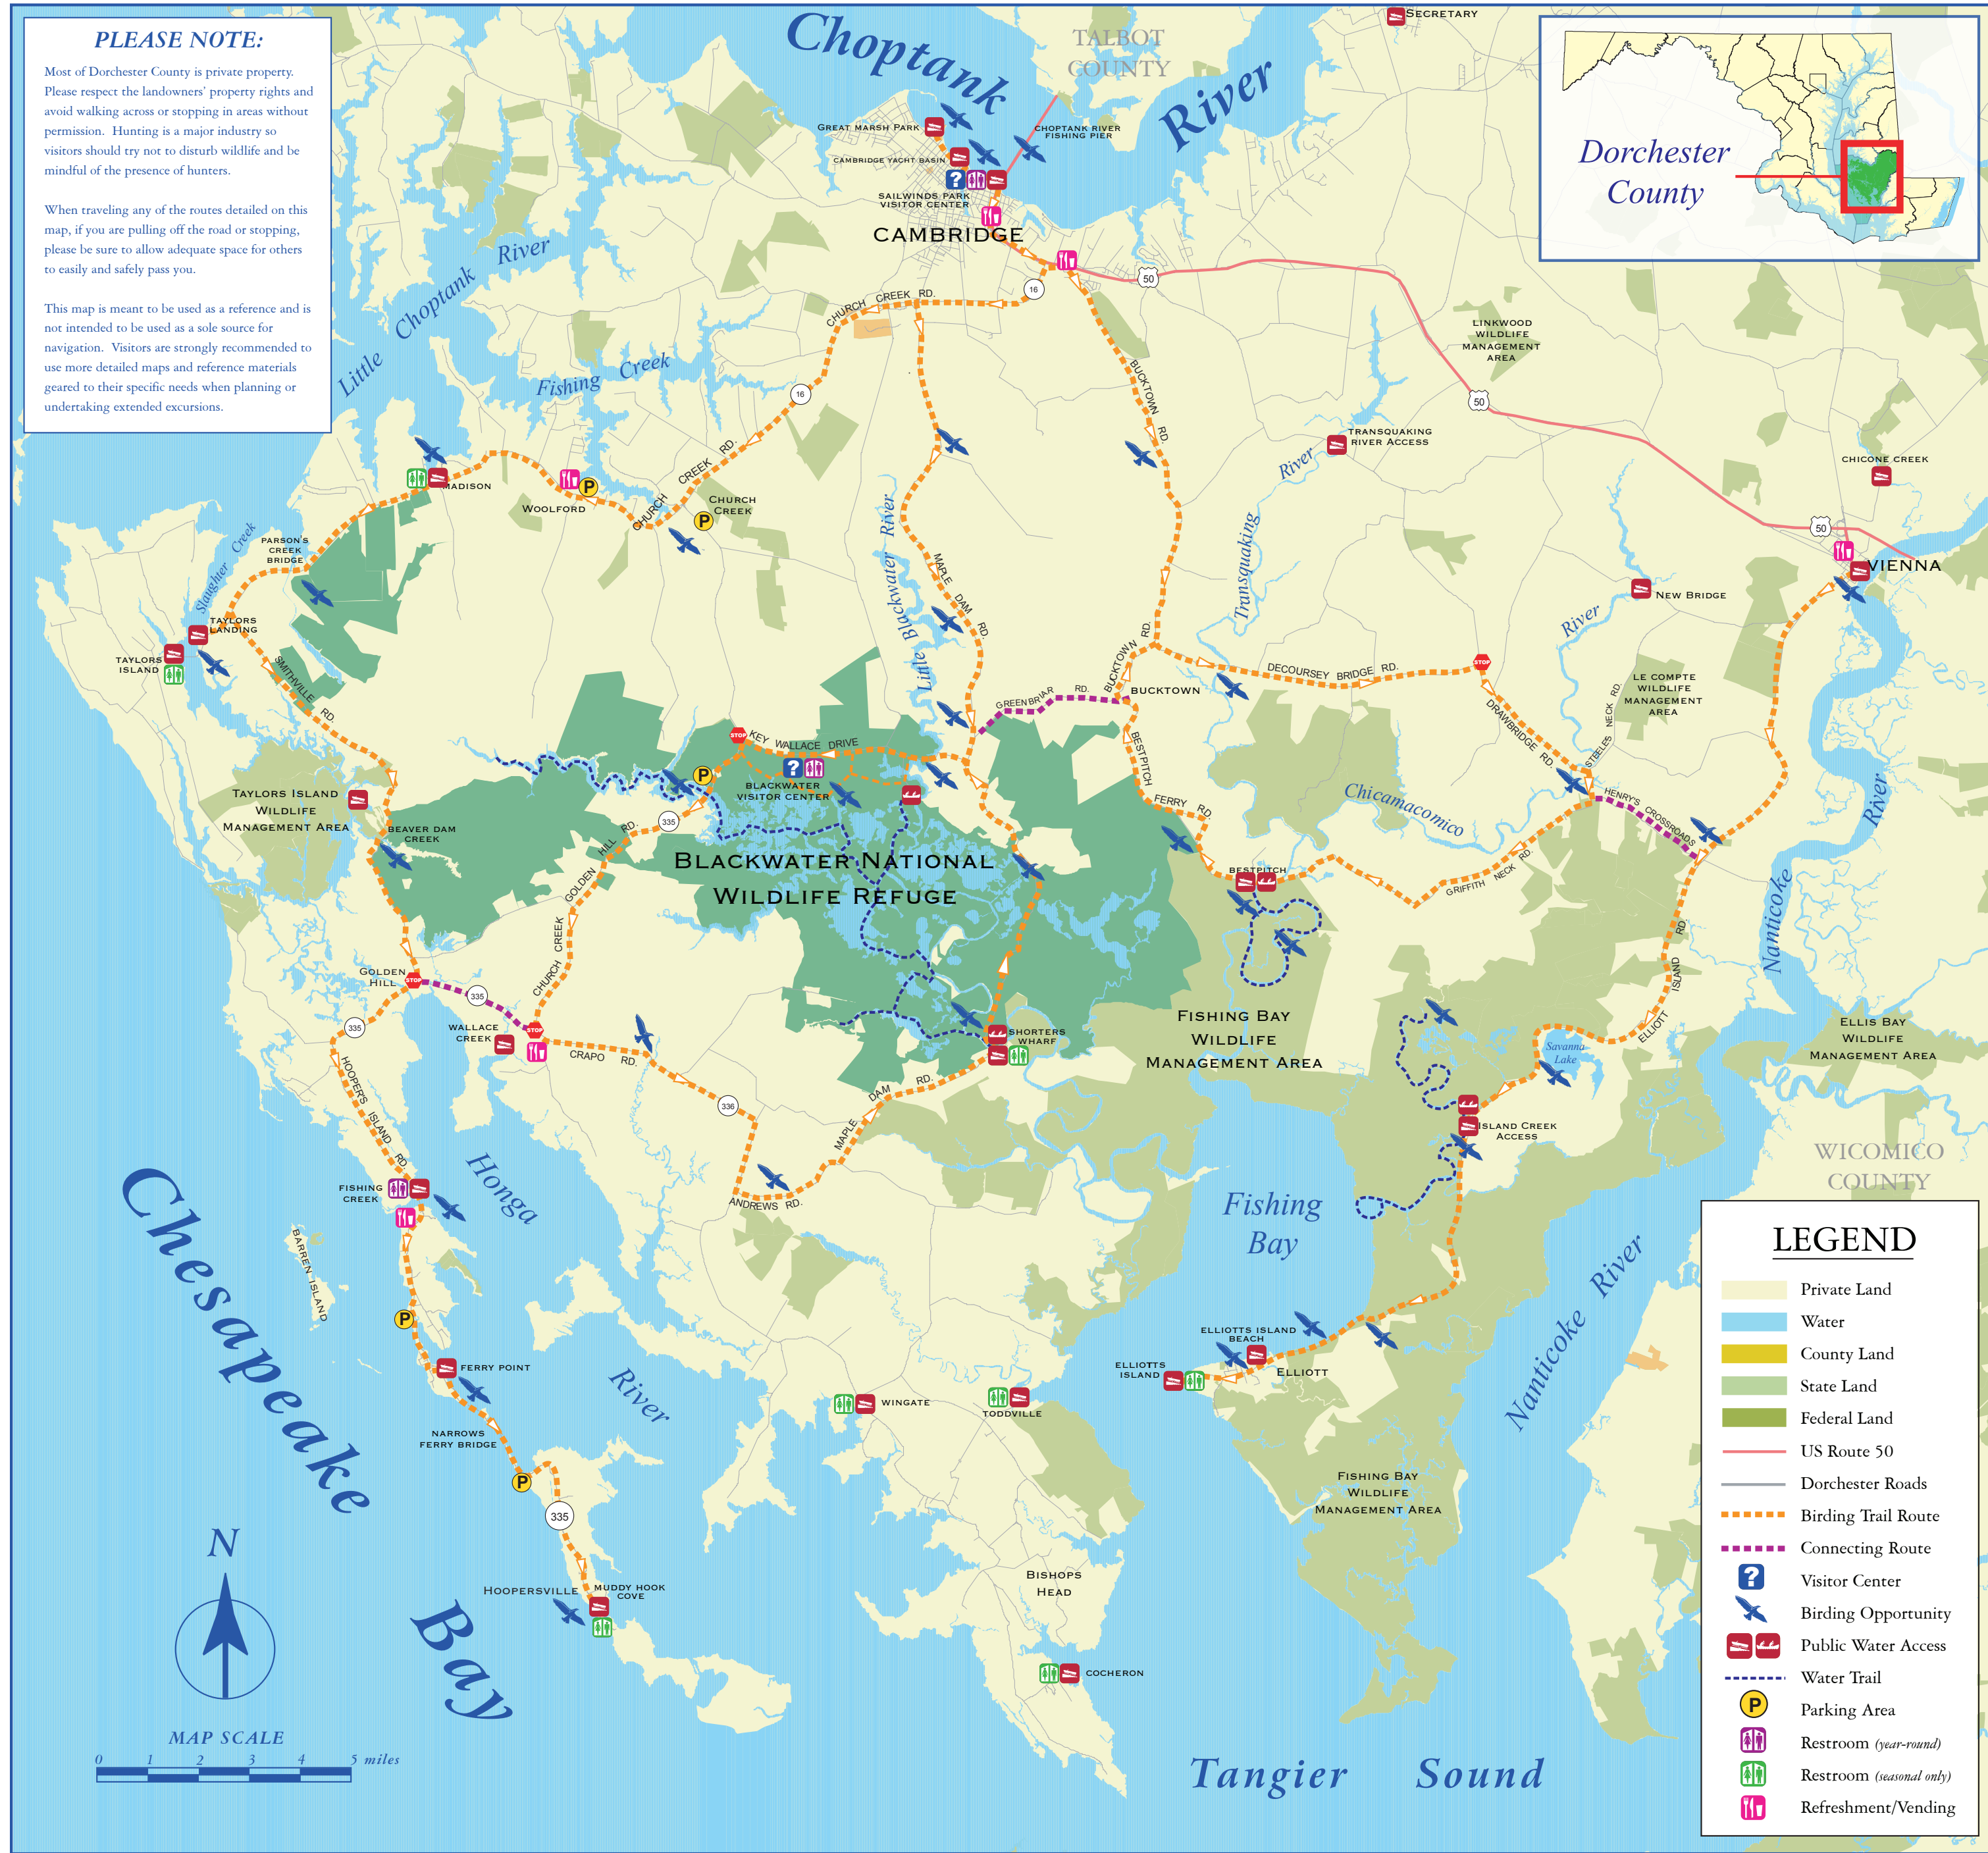 PLEASE NOTE:
Most of Dorchester County is private property.
Please respect the landowners' property rights and
avoid walking across or stopping in areas without
permission. Hunting is a major industry so
visitors should try not to disturb wildlife and be
mindful of the presence of hunters.
When traveling any of the routes detailed on this
map, if you are pulling off the road or stopping,
please be sure to allow adequate space for others
to easily and safely pass you.
This map is meant to be used as a reference and is
not intended to be used as a sole source for
navigation. Visitors are strongly recommended to
use more detailed maps and reference materials
geared to their specific needs when planning or
undertaking extended excursions.
Choptank
River
TALBOT
COUNTY
SECRETARY
Dorchester
County
GREAT MARSH PARK
CHOPTANK RIVER
FISHING PIER
CAMBRIDGE YACHT BASIN
?
SAILWINDS PARK
VISITOR CENTER
CAMBRIDGE
50
16
CHURCH CREEK RD.
Little Choptank River
Fishing Creek
16
LINKWOOD
WILDLIFE
MANAGEMENT
AREA
50
BUCKTOWN RD.
TRANSQUAKING
RIVER ACCESS
CHICONE CREEK
50
VIENNA
MADISON
P
WOOLFORD
CHURCH CREEK RD.
P
CHURCH
CREEK
Little Blackwater River
Transquaking River
PARSON'S
CREEK
BRIDGE
Slaughter Creek
MAPLE DAM RD.
NEW BRIDGE
River
TAYLORS
LANDING
TAYLORS
ISLAND
SMITHVILLE RD.
BUCKTOWN RD.
DECOURSEY BRIDGE RD.
STOP
LE COMPTE
WILDLIFE
MANAGEMENT
AREA
GREENBRIAR RD.
BUCKTOWN
DRAWBRIDGE RD.
STEELES NECK RD.
STOP
KEY WALLACE DRIVE
BESTPITCH FERRY RD.
P
?
BLACKWATER
VISITOR CENTER
TAYLORS ISLAND
WILDLIFE
MANAGEMENT AREA
BEAVER DAM
CREEK
335
Chicamacomico
HENRY'S CROSSROADS
Nanticoke River
BLACKWATER NATIONAL
WILDLIFE REFUGE
CHURCH CREEK GOLDEN HILL RD.
BESTPITCH
GRIFFITH NECK RD.
GOLDEN
HILL
STOP
335
335
WALLACE
CREEK
STOP
CRAPO RD.
SHORTERS
WHARF
FISHING BAY
WILDLIFE
MANAGEMENT AREA
ELLIOTT ISLAND RD
Savanna
Lake
ELLIS BAY
WILDLIFE
MANAGEMENT AREA
HOOPER'S ISLAND RD
336
MAPLE DAM RD.
ISLAND CREEK
ACCESS
WICOMICO
COUNTY
Chesapeake
Bay
Honga
River
FISHING
CREEK
ANDREWS RD.
Fishing
Bay
BARREN ISLAND
P
Nanticoke River
ELLIOTTS ISLAND
BEACH
ELLIOTTS
ISLAND
ELLIOTT
FERRY POINT
WINGATE
TODDVILLE
NARROWS
FERRY BRIDGE
P
335
FISHING BAY
WILDLIFE
MANAGEMENT AREA
HOOPERSVILLE
MUDDY HOOK
COVE
BISHOPS
HEAD
COCHERON
Tangier Sound
N
MAP SCALE
0 1 2 3 4 5 miles
LEGEND
Private Land
Water
County Land
State Land
Federal Land
US Route 50
Dorchester Roads
Birding Trail Route
Connecting Route
? Visitor Center
Birding Opportunity
Public Water Access
Water Trail
P Parking Area
Restroom (year-round)
Restroom (seasonal only)
Refreshment/Vending